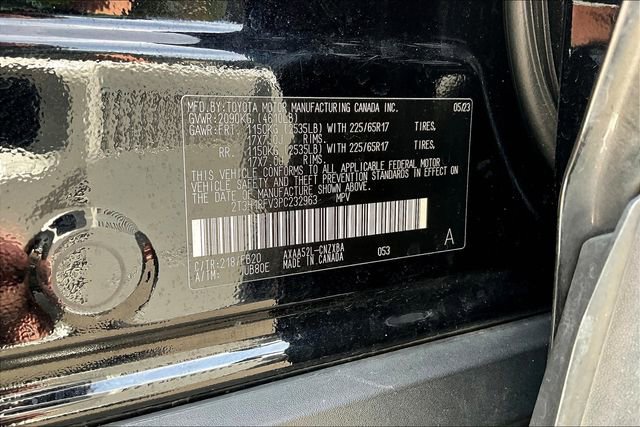 MFD.BY:TOYOTA MOTOR MANUFACTURING CANADA INC. 05/23
GVWR:2090KG (4610LB)
GAWR:FRT. 1150KG (2535LB) WITH 225/65R17 TIRES,
17X7.0J RIMS
RR. 1150KG (2535LB) WITH 225/65R17 TIRES,
17X7.0J RIMS
THIS VEHICLE CONFORMS TO ALL APPLICABLE FEDERAL MOTOR
VEHICLE SAFETY AND THEFT PREVENTION STANDARDS IN EFFECT ON
THE DATE OF MANUFACTURE SHOWN ABOVE.
MPV
C/TR:218/FB20 AXAA52L-CNZXBA 053 A
A/TM: UB80E MADE IN CANADA